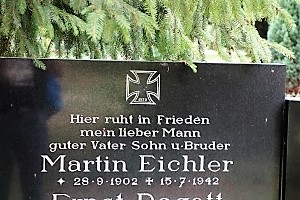 Hier ruht in Frieden
mein lieber Mann
guter Vater Sohn u·Bruder
Martin Eichler
* 28·9·1902 ✝ 15·7·1942